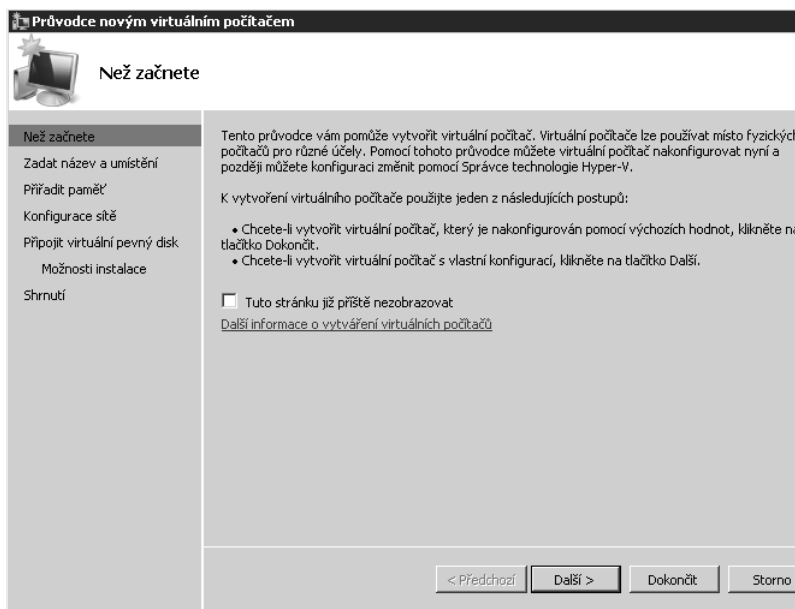 Průvodce novým virtuálním počítačem
Než začnete
Než začnete
Zadat název a umístění
Přiřadit paměť
Konfigurace sítě
Připojit virtuální pevný disk
Možnosti instalace
Shrnutí
Tento průvodce vám pomůže vytvořit virtuální počítač. Virtuální počítače lze používat místo fyzických
počítačů pro různé účely. Pomocí tohoto průvodce můžete virtuální počítač nakonfigurovat nyní a
později můžete konfiguraci změnit pomocí Správce technologie Hyper-V.
K vytvoření virtuálního počítače použijte jeden z následujících postupů:
• Chcete-li vytvořit virtuální počítač, který je nakonfigurován pomocí výchozích hodnot, klikněte na
tlačítko Dokončit.
• Chcete-li vytvořit virtuální počítač s vlastní konfigurací, klikněte na tlačítko Další.
Tuto stránku již příště nezobrazovat
Další informace o vytváření virtuálních počítačů
< Předchozí Další > Dokončit Storno